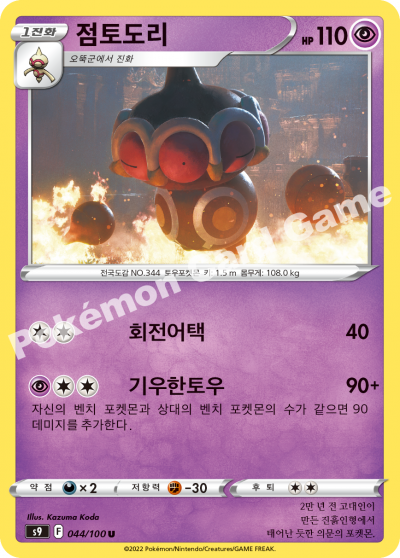 1진화
점토도리
HP 110
오뚝군에서 진화
전국도감 NO.344 토우포켓몬 키: 1.5 m 몸무게: 108.0 kg
Pokémon Card Game
회전어택 40
기우한토우 90+
자신의 벤치 포켓몬과 상대의 벤치 포켓몬의 수가 같으면 90
데미지를 추가한다.
약점 ×2 저항력 -30 후퇴
Illus. Kazuma Koda
s9 F 044/100 U
2만 년 전 고대인이
만든 진흙인형에서
태어난 듯한 의문의 포켓몬.
©2022 Pokémon/Nintendo/Creatures/GAME FREAK.